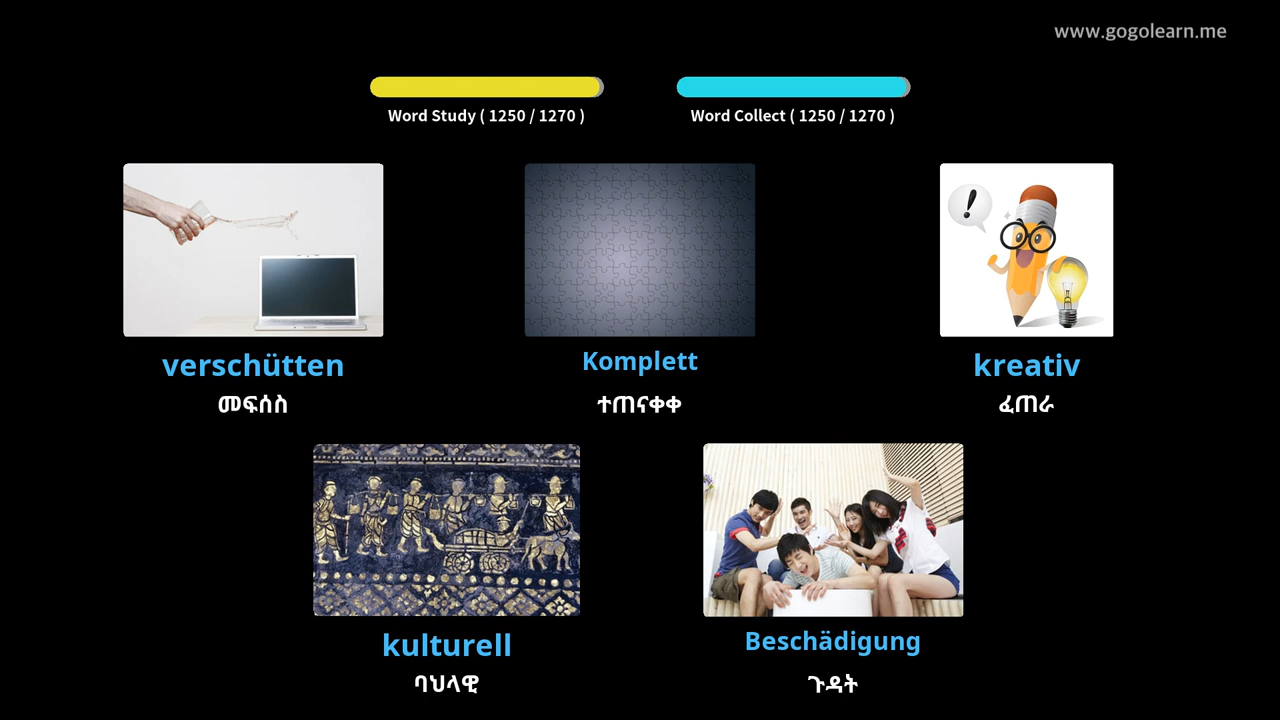 www.gogolearn.me
Word Study ( 1250 / 1270 )
Word Collect ( 1250 / 1270 )
verschütten
መፍሰስ
Komplett
ተጠናቀቀ
kreativ
ፈጠራ
kulturell
ባህላዊ
Beschädigung
ጉዳት